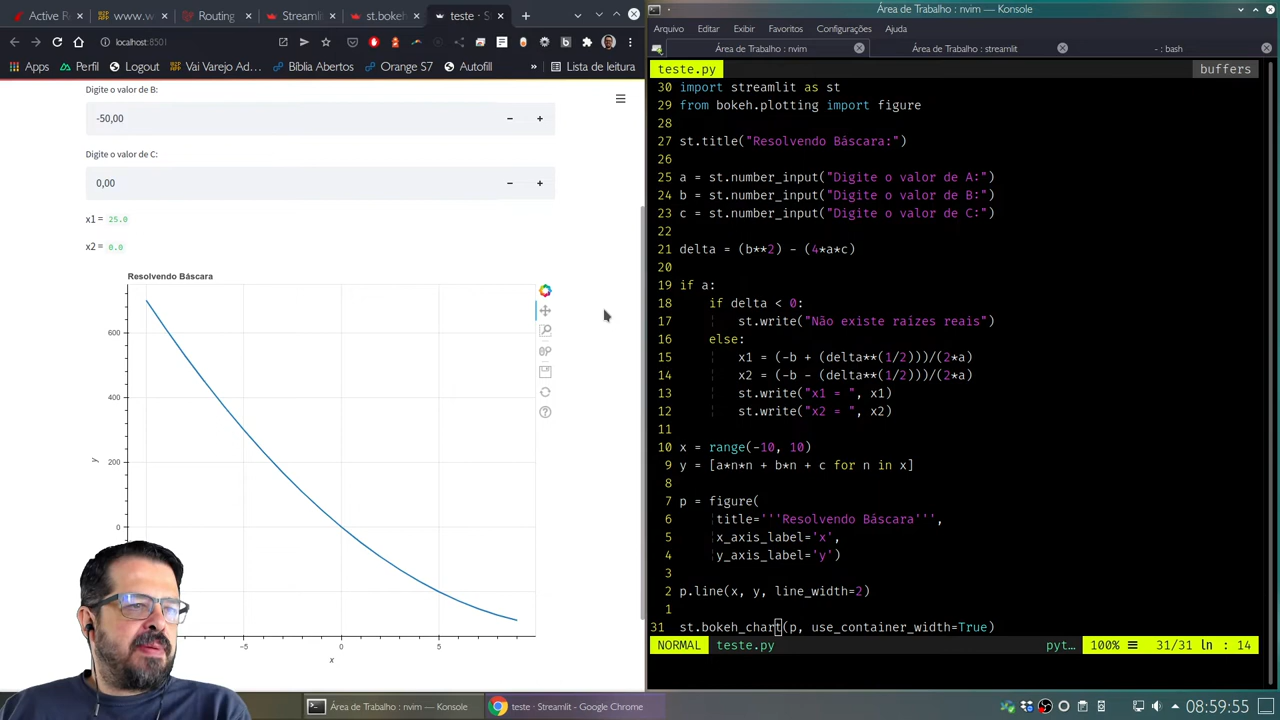 Active R
www.v
Routing
Streaml
st.boke
teste · S
localhost:8501
Apps
Perfil
Logout
Vai Varez Ad...
Bíblia Abertos
Orange S7
Autofill
»
Lista de leitura
Digite o valor de B:
-50,00
Digite o valor de C:
0,00
x1 = 25.0
x2 = 0.0
Resolvendo Báscara
600
400
200
0
y
−5
0
5
x
Área de Trabalho : nvim — Konsole
Arquivo Editar Exibir Favoritos Configurações Ajuda
Área de Trabalho : nvim
Área de Trabalho : streamlit
- : bash
teste.py
buffers
30 import streamlit as st
29 from bokeh.plotting import figure
28
27 st.title("Resolvendo Báscara:")
26
25 a = st.number_input("Digite o valor de A:")
24 b = st.number_input("Digite o valor de B:")
23 c = st.number_input("Digite o valor de C:")
22
21 delta = (b**2) - (4*a*c)
20
19 if a:
18 if delta < 0:
17 st.write("Não existe raízes reais")
16 else:
15 x1 = (-b + (delta**(1/2)))/(2*a)
14 x2 = (-b - (delta**(1/2)))/(2*a)
13 st.write("x1 = ", x1)
12 st.write("x2 = ", x2)
11
10 x = range(-10, 10)
9 y = [a*n*n + b*n + c for n in x]
8
7 p = figure(
6 title='''Resolvendo Báscara''',
5 x_axis_label='x',
4 y_axis_label='y')
3
2 p.line(x, y, line_width=2)
1
31 st.bokeh_chart(p, use_container_width=True)
NORMAL teste.py pyt… 100% ☰ 31/31 ln : 14
Área de Trabalho : nvim — Konsole
teste · Streamlit - Google Chrome
08:59:55